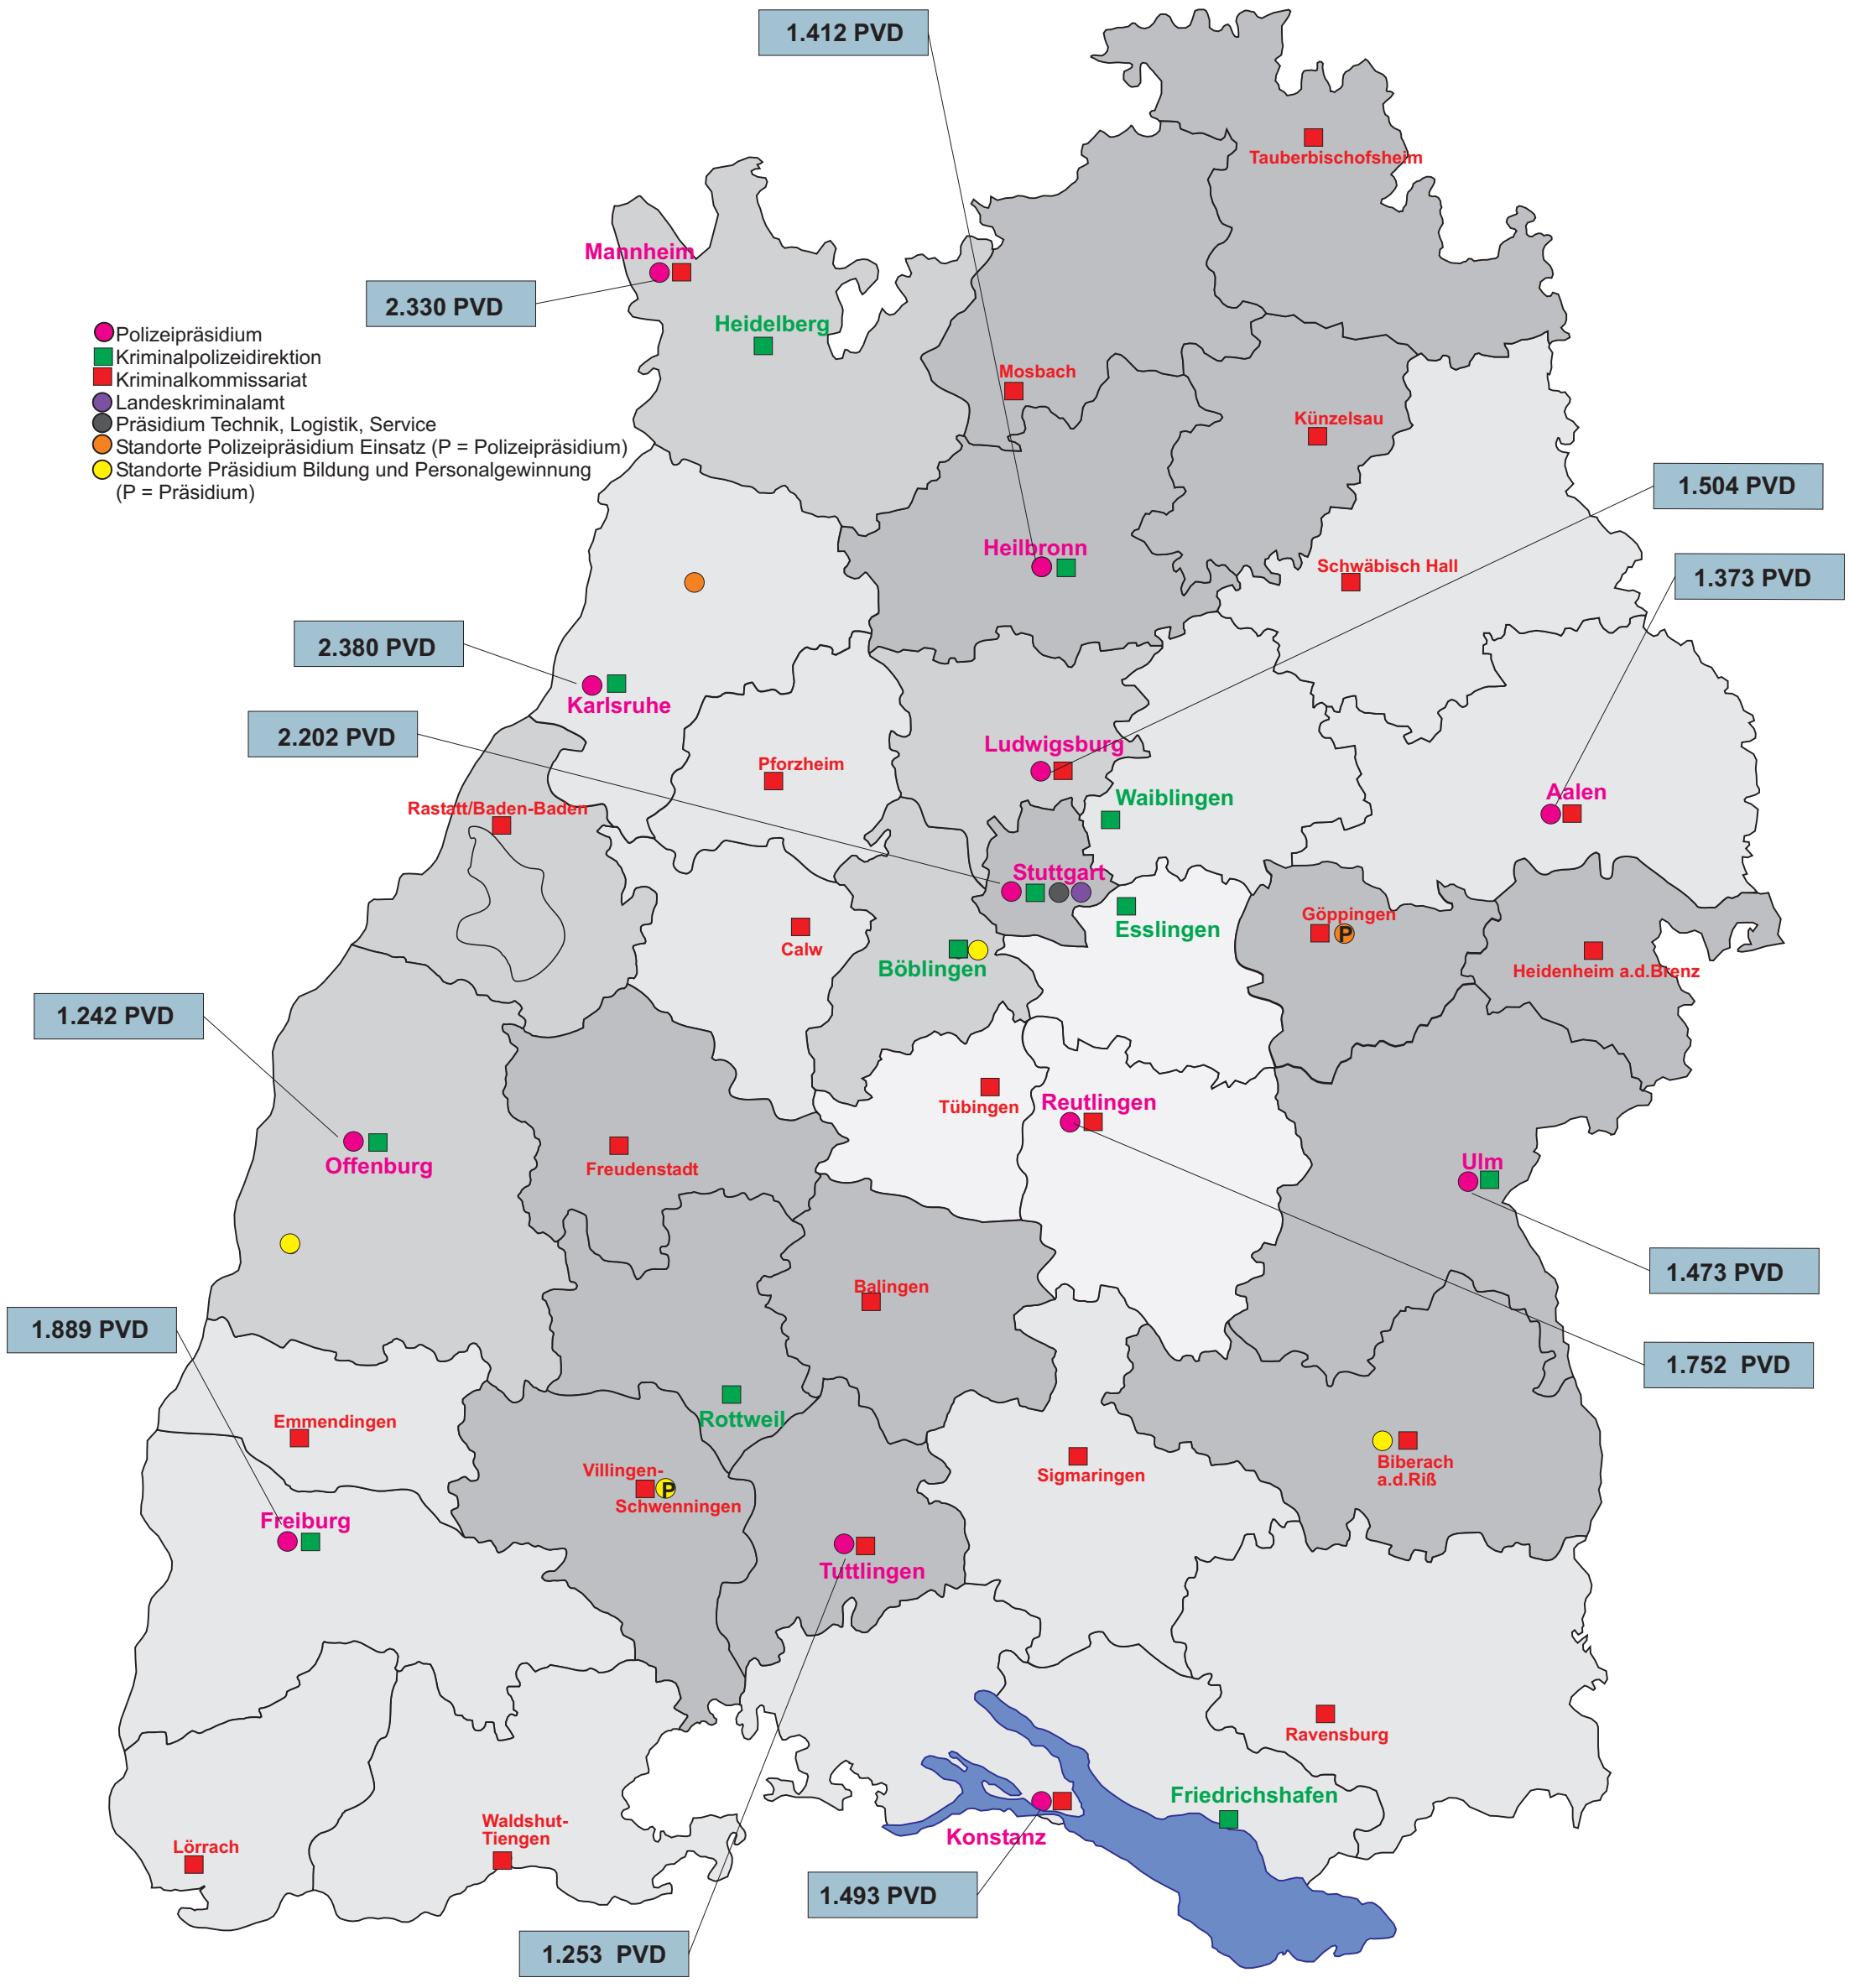 1.412 PVD
Tauberbischofsheim
Mannheim
2.330 PVD
Heidelberg
Polizeipräsidium
Kriminalpolizeidirektion
Kriminalkommissariat
Landeskriminalamt
Präsidium Technik, Logistik, Service
Standorte Polizeipräsidium Einsatz (P = Polizeipräsidium)
Standorte Präsidium Bildung und Personalgewinnung
(P = Präsidium)
Mosbach
Künzelsau
1.504 PVD
Heilbronn
Schwäbisch Hall
1.373 PVD
2.380 PVD
Karlsruhe
2.202 PVD
Ludwigsburg
Pforzheim
Waiblingen
Aalen
Rastatt/Baden-Baden
Stuttgart
Esslingen
Göppingen
P
Calw
Böblingen
Heidenheim a.d.Brenz
1.242 PVD
Tübingen
Reutlingen
Offenburg
Freudenstadt
Ulm
1.473 PVD
Balingen
1.889 PVD
1.752 PVD
Emmendingen
Rottweil
Villingen-
P
Schwenningen
Sigmaringen
Biberach
a.d.Riß
Freiburg
Tuttlingen
Ravensburg
Friedrichshafen
Waldshut-
Tiengen
Lörrach
Konstanz
1.493 PVD
1.253 PVD